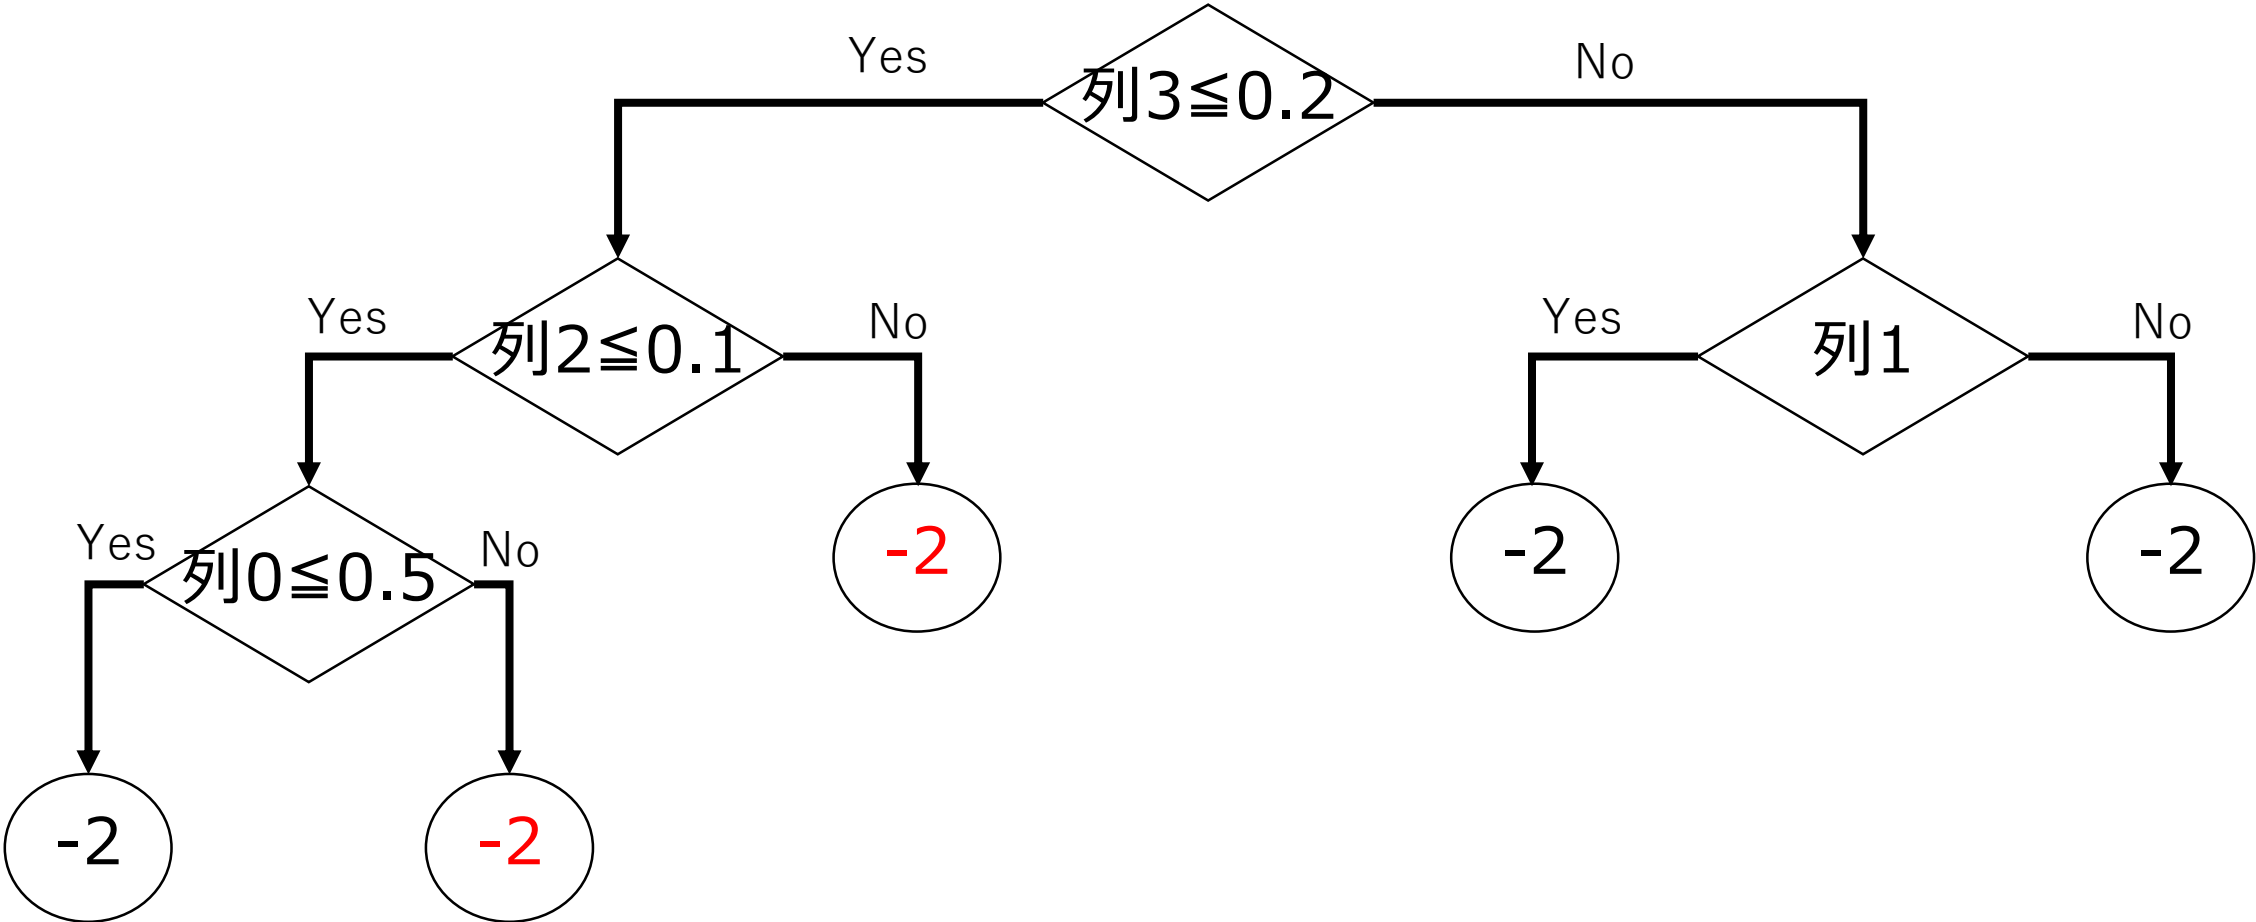 列3≦0.2
Yes
No
列2≦0.1
Yes
No
列1
Yes
No
列0≦0.5
Yes
No
-2
-2
-2
-2
-2